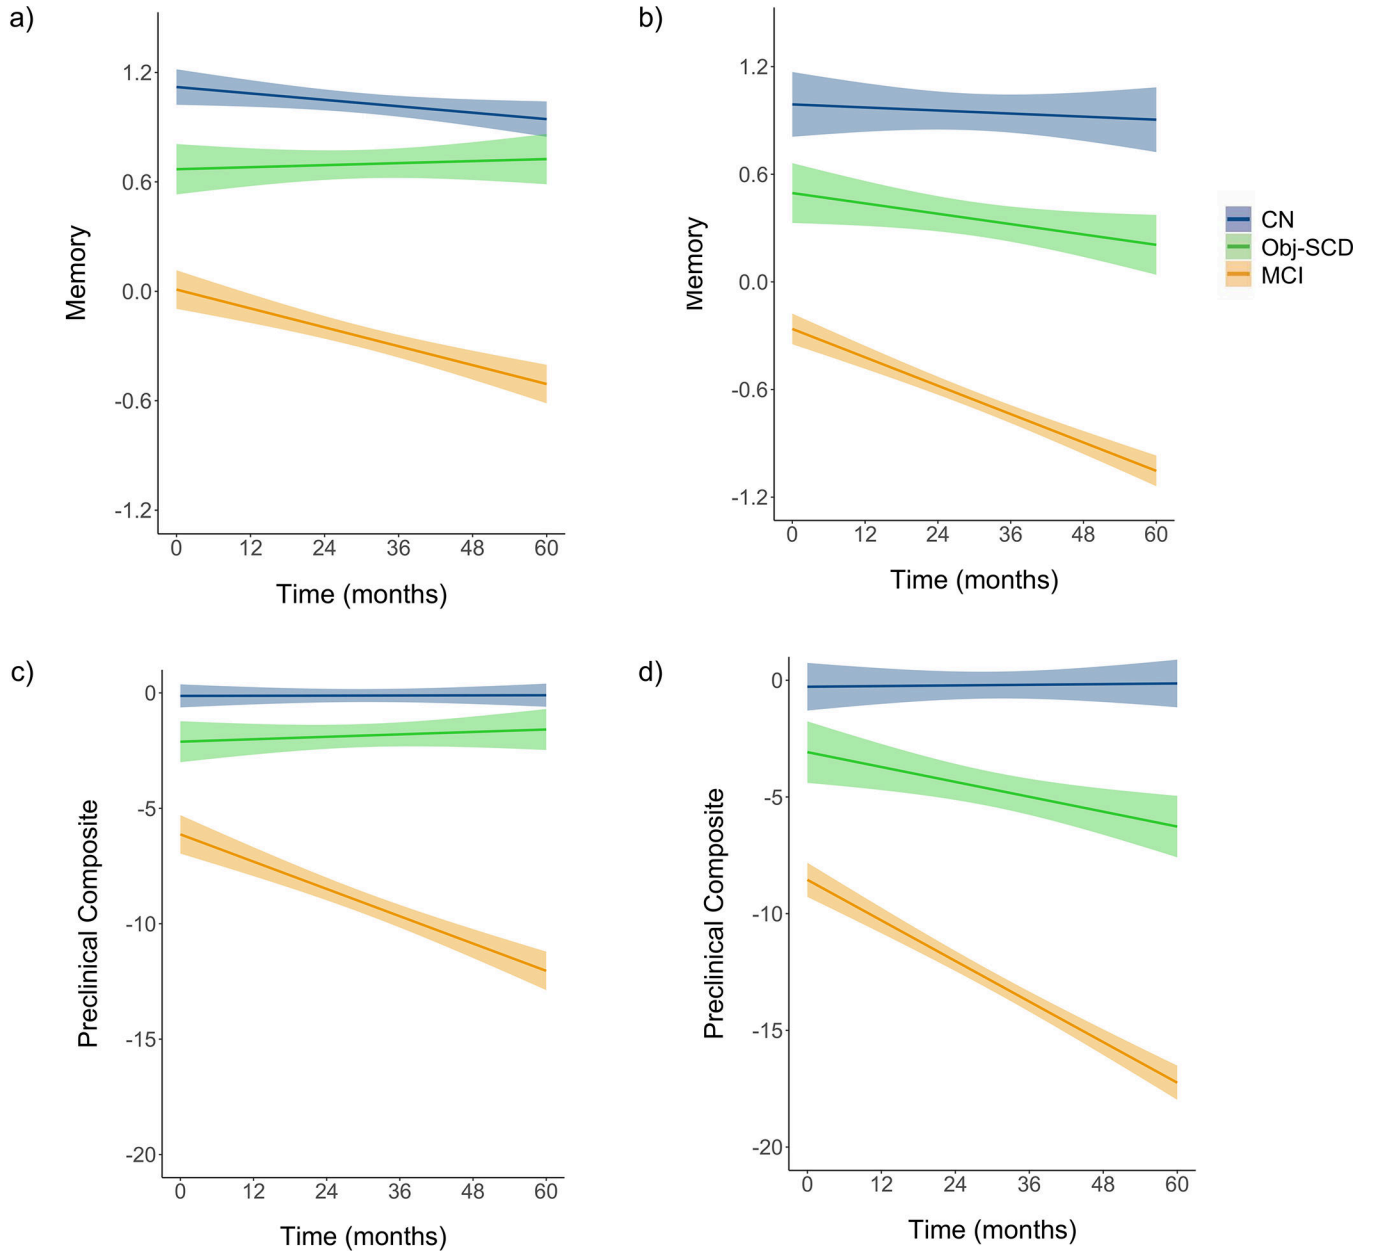 a)
1.2
0.6
0.0
-0.6
-1.2
Memory
0 12 24 36 48 60
Time (months)
b)
1.2
0.6
0.0
-0.6
-1.2
Memory
0 12 24 36 48 60
Time (months)
CN
Obj-SCD
MCI
c)
0
-5
-10
-15
-20
Preclinical Composite
0 12 24 36 48 60
Time (months)
d)
0
-5
-10
-15
-20
Preclinical Composite
0 12 24 36 48 60
Time (months)